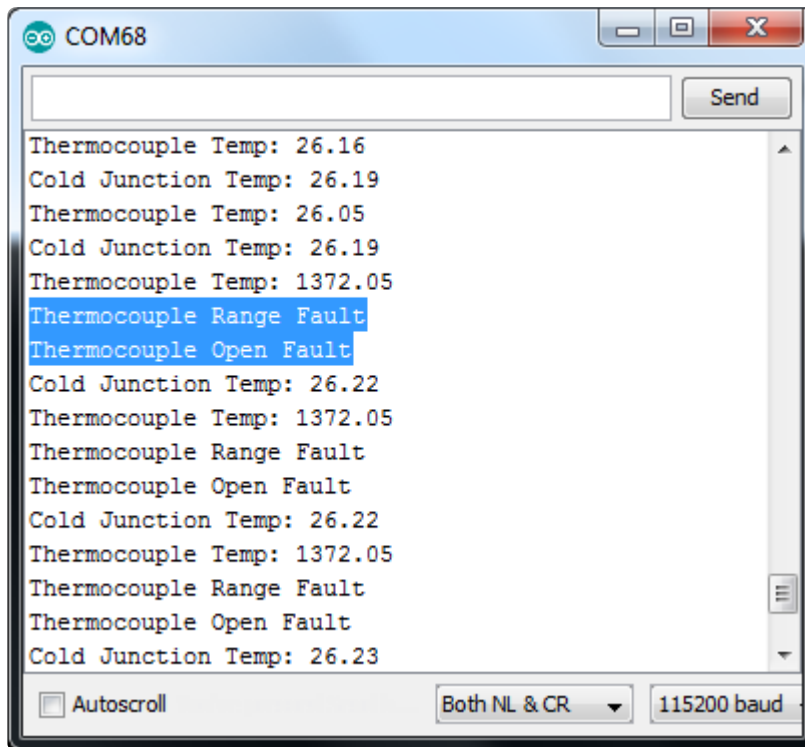 COM68
Send
Thermocouple Temp: 26.16
Cold Junction Temp: 26.19
Thermocouple Temp: 26.05
Cold Junction Temp: 26.19
Thermocouple Temp: 1372.05
Thermocouple Range Fault
Thermocouple Open Fault
Cold Junction Temp: 26.22
Thermocouple Temp: 1372.05
Thermocouple Range Fault
Thermocouple Open Fault
Cold Junction Temp: 26.22
Thermocouple Temp: 1372.05
Thermocouple Range Fault
Thermocouple Open Fault
Cold Junction Temp: 26.23
Autoscroll Both NL & CR 115200 baud